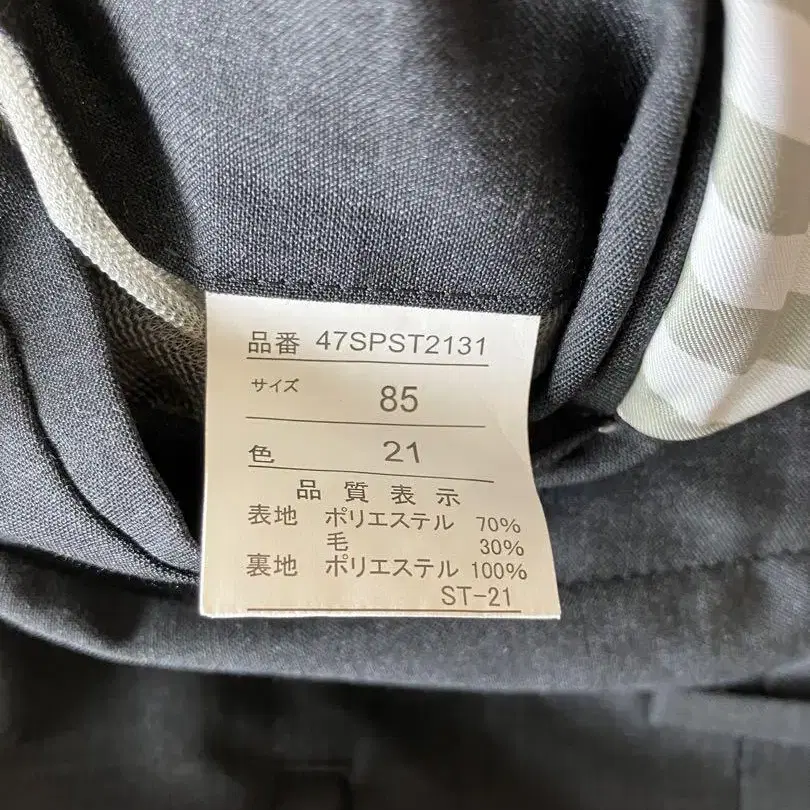 品番 47SPST2131
サイズ 85
色 21
品質表示
表地 ポリエステル 70%
毛 30%
裏地 ポリエステル 100%
ST-21